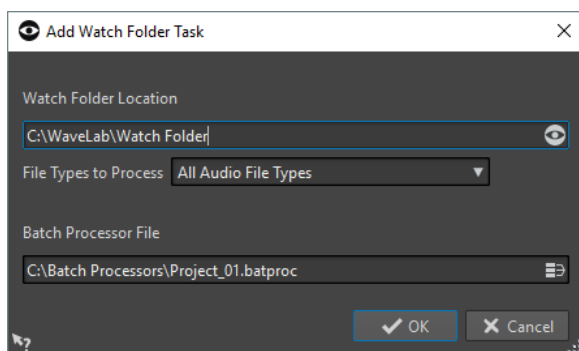 Add Watch Folder Task
Watch Folder Location
C:\WaveLab\Watch Folder
File Types to Process All Audio File Types
Batch Processor File
C:\Batch Processors\Project_01.batproc
OK Cancel
?